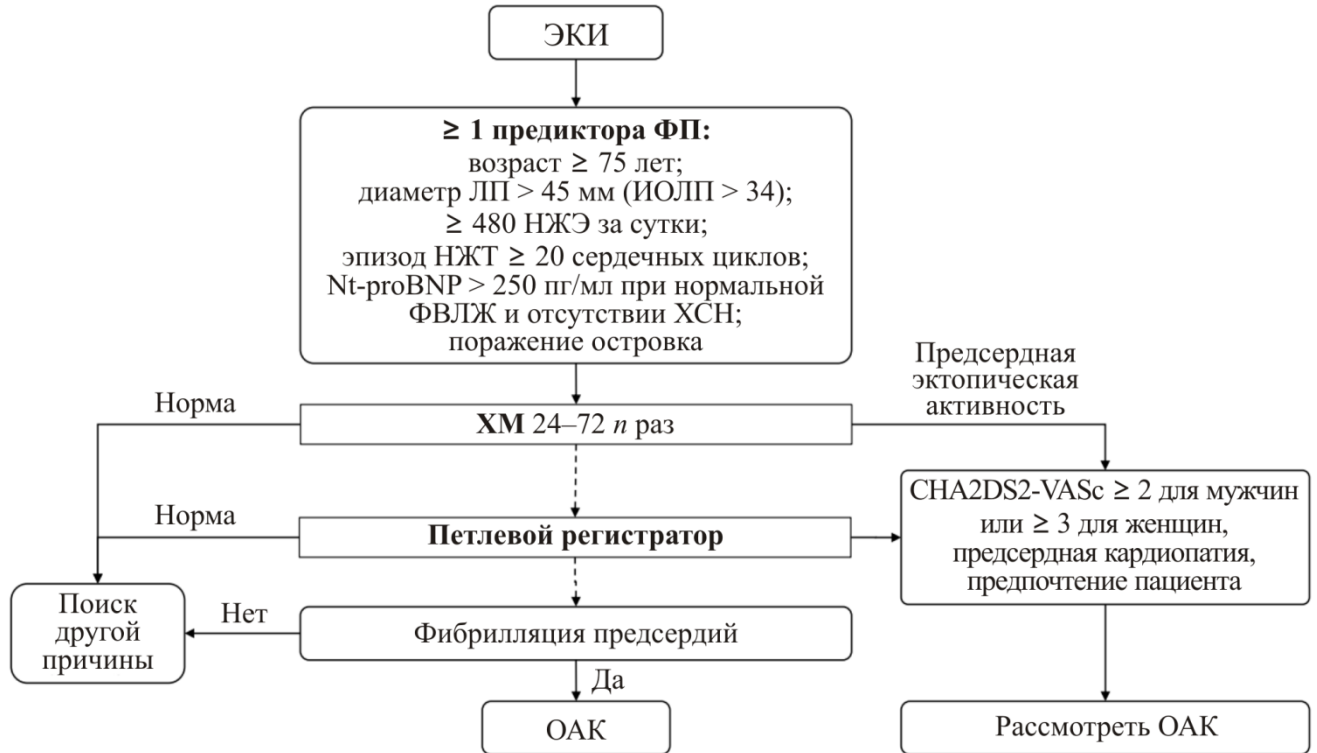 ЭКИ
≥ 1 предиктора ФП:
возраст ≥ 75 лет;
диаметр ЛП > 45 мм (ИОЛП > 34);
≥ 480 НЖЭ за сутки;
эпизод НЖТ ≥ 20 сердечных циклов;
Nt-proBNP > 250 пг/мл при нормальной
ФВЛЖ и отсутствии ХСН;
поражение островка
Предсердная
эктопическая
активность
Норма
ХМ 24–72 n раз
CHA2DS2-VASc ≥ 2 для мужчин
или ≥ 3 для женщин,
предсердная кардиопатия,
предпочтение пациента
Норма
Петлевой регистратор
Поиск
другой
причины
Нет
Фибрилляция предсердий
Да
ОАК
Рассмотреть ОАК